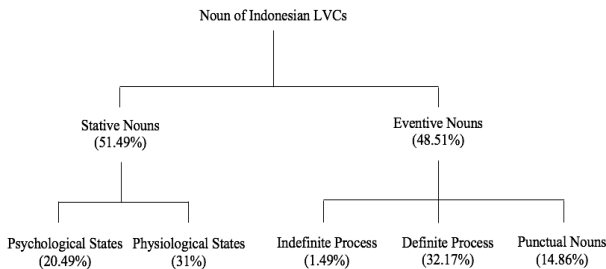 Noun of Indonesian LVCs
Stative Nouns
(51.49%)
Eventive Nouns
(48.51%)
Psychological States
(20.49%)
Physiological States
(31%)
Indefinite Process
(1.49%)
Definite Process
(32.17%)
Punctual Nouns
(14.86%)